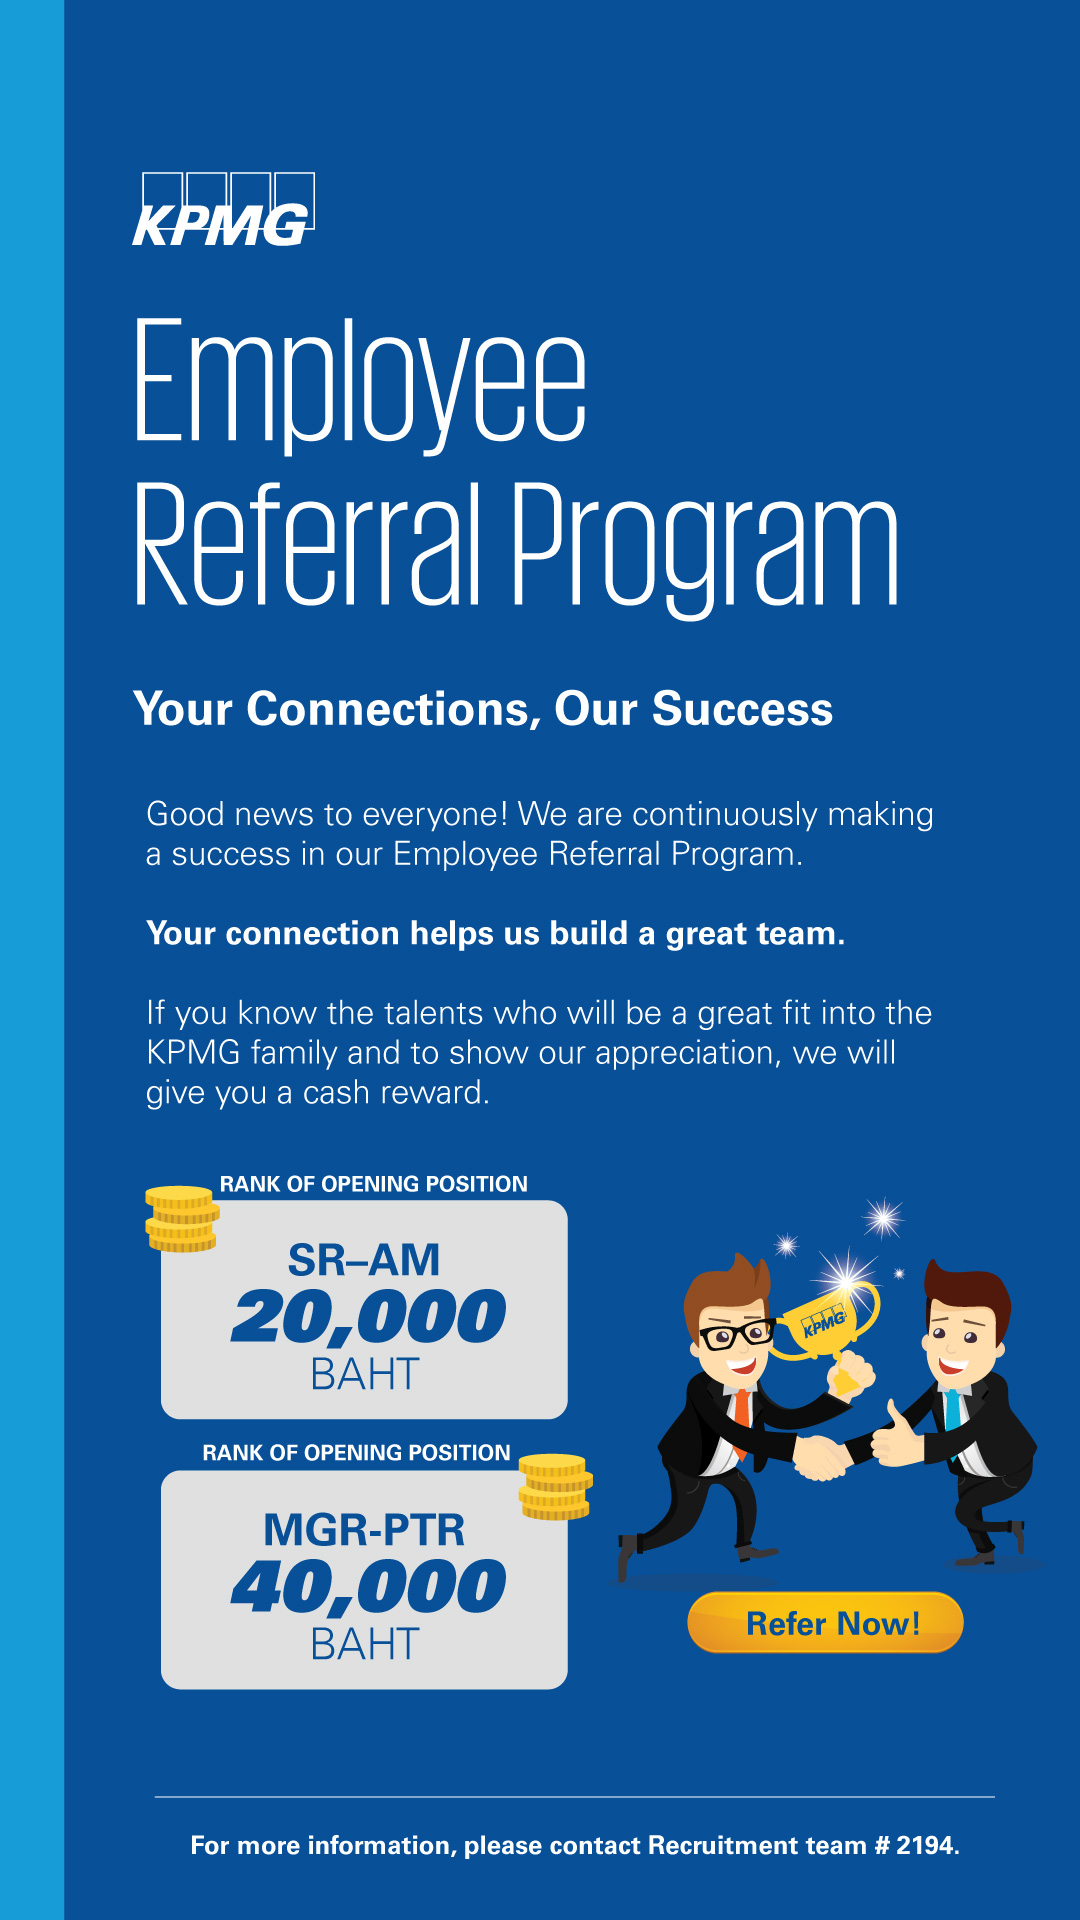 KPMG
Employee
Referral Program
Your Connections, Our Success
Good news to everyone! We are continuously making
a success in our Employee Referral Program.
Your connection helps us build a great team.
If you know the talents who will be a great fit into the
KPMG family and to show our appreciation, we will
give you a cash reward.
RANK OF OPENING POSITION
SR–AM
20,000
BAHT
RANK OF OPENING POSITION
MGR-PTR
40,000
BAHT
KPMG
Refer Now!
For more information, please contact Recruitment team # 2194.